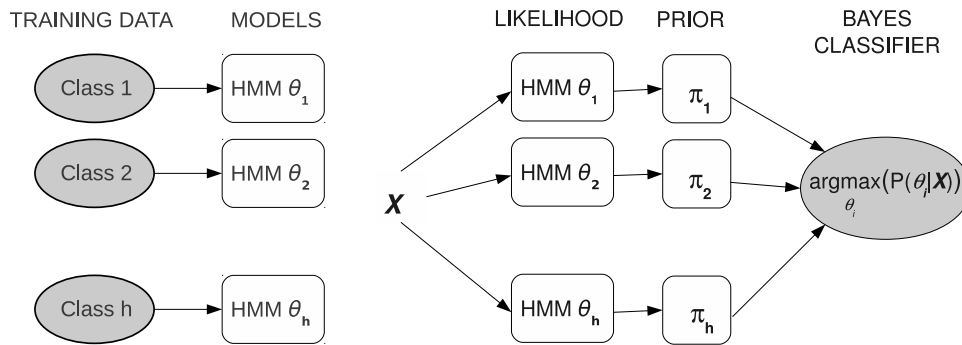 TRAINING DATA
MODELS
LIKELIHOOD
PRIOR
BAYES
CLASSIFIER
Class 1
HMM θ₁
HMM θ₁
π₁
Class 2
HMM θ₂
HMM θ₂
π₂
X
argmax(P(θᵢ|X))
θᵢ
Class h
HMM θₕ
HMM θₕ
πₕ